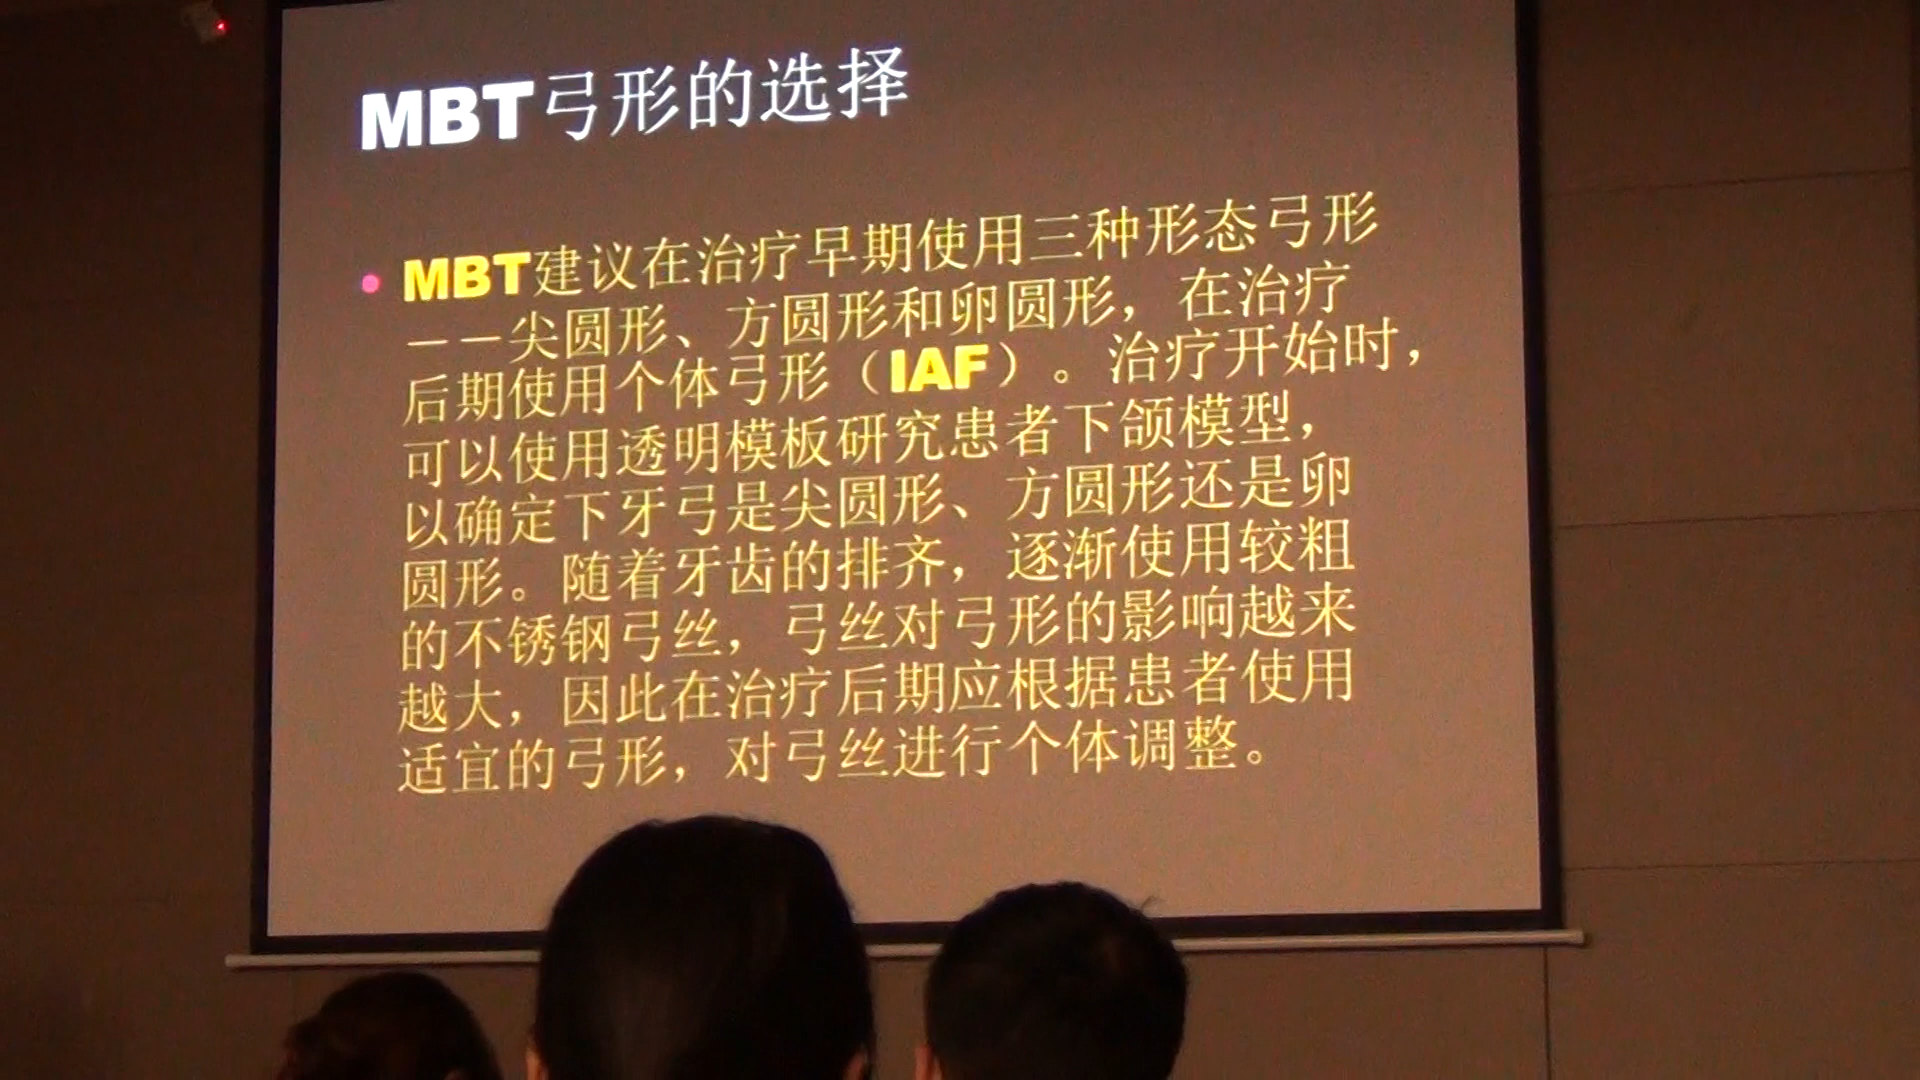 MBT弓形的选择
MBT建议在治疗早期使用三种形态弓形
——尖圆形、方圆形和卵圆形，在治疗
后期使用个体弓形（IAF）。治疗开始时，
可以使用透明模板研究患者下颌模型，
以确定下牙弓是尖圆形、方圆形还是卵
圆形。随着牙齿的排齐，逐渐使用较粗
的不锈钢弓丝，弓丝对弓形的影响越来
越大，因此在治疗后期应根据患者使用
适宜的弓形，对弓丝进行个体调整。